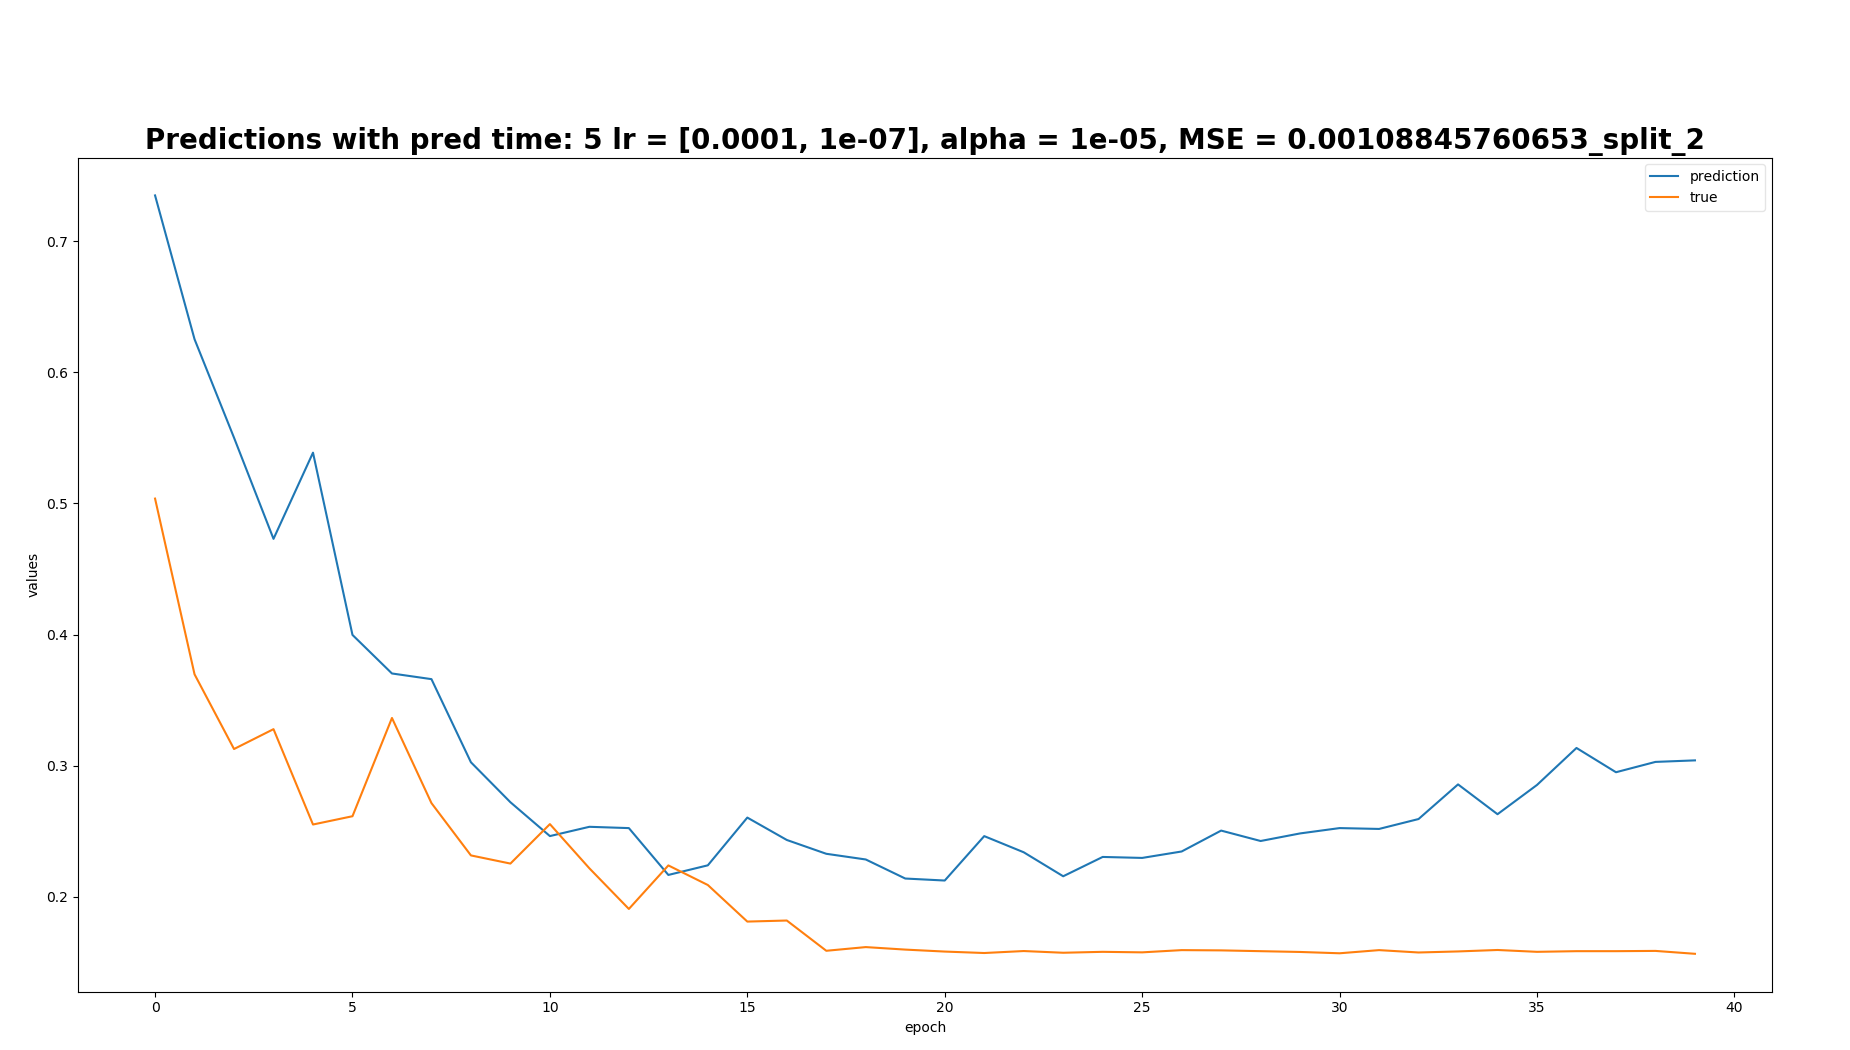 Predictions with pred time: 5 lr = [0.0001, 1e-07], alpha = 1e-05, MSE = 0.00108845760653_split_2
prediction
true
0.7
0.6
0.5
0.4
0.3
0.2
values
0 5 10 15 20 25 30 35 40
epoch